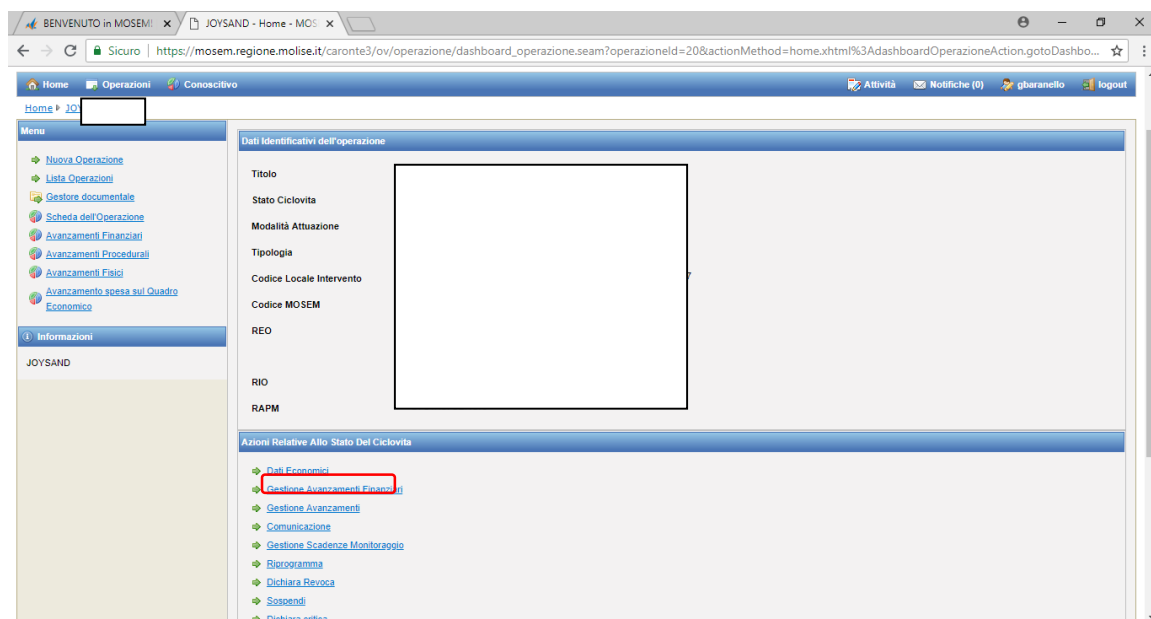 BENVENUTO in MOSEM!
JOYSAND - Home - MOS
Sicuro | https://mosem.regione.molise.it/caronte3/ov/operazione/dashboard_operazione.seam?operazioneId=20&actionMethod=home.xhtml%3AdashboardOperazioneAction.gotoDashbo...
Home Operazioni Conoscitivo Attività Notifiche (0) gbaranello logout
Home JOY
Menu
Nuova Operazione
Lista Operazioni
Gestore documentale
Scheda dell'Operazione
Avanzamenti Finanziari
Avanzamenti Procedurali
Avanzamenti Fisici
Avanzamento spesa sul Quadro
Economico
Informazioni
JOYSAND
Dati Identificativi dell'operazione
Titolo
Stato Ciclovita
Modalità Attuazione
Tipologia
Codice Locale Intervento 7
Codice MOSEM
REO
RIO
RAPM
Azioni Relative Allo Stato Del Ciclovita
Dati Economici
Gestione Avanzamenti Finanziari
Gestione Avanzamenti
Comunicazione
Gestione Scadenze Monitoraggio
Riprogramma
Dichiara Revoca
Sospendi
Dichiara critica